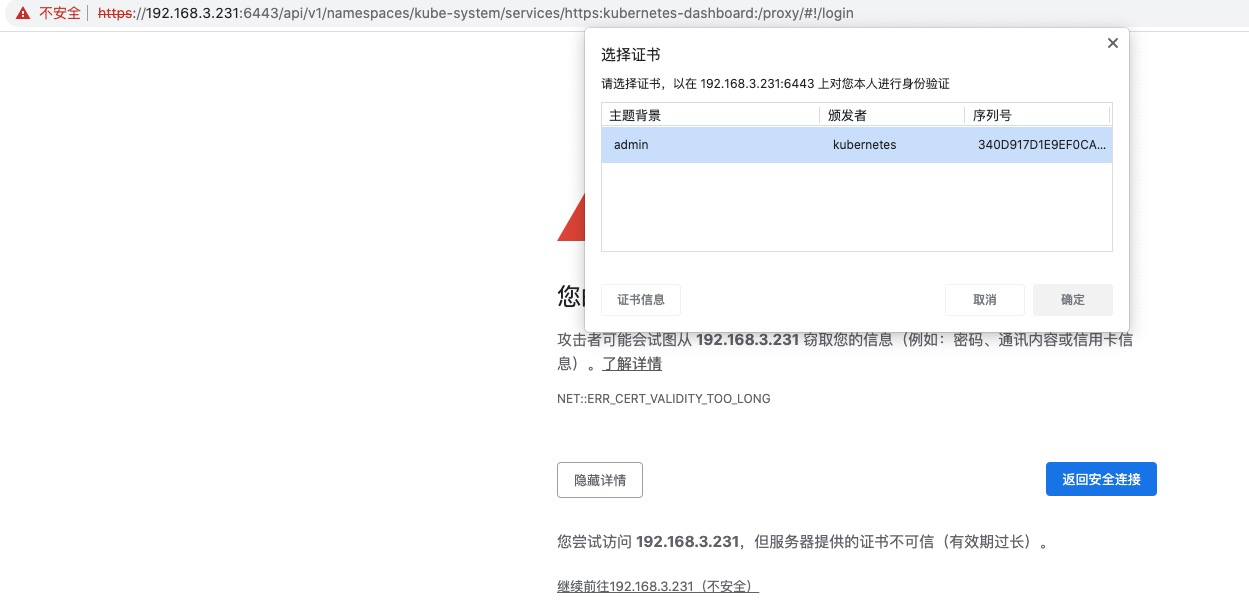 不安全 https://192.168.3.231:6443/api/v1/namespaces/kube-system/services/https:kubernetes-dashboard:/proxy/#!/login
选择证书
请选择证书，以在 192.168.3.231:6443 上对您本人进行身份验证
主题背景 颁发者 序列号
admin kubernetes 340D917D1E9EF0CA...
您
证书信息 取消 确定
攻击者可能会试图从 192.168.3.231 窃取您的信息（例如：密码、通讯内容或信用卡信
息）。了解详情
NET::ERR_CERT_VALIDITY_TOO_LONG
隐藏详情 返回安全连接
您尝试访问 192.168.3.231，但服务器提供的证书不可信（有效期过长）。
继续前往192.168.3.231（不安全）